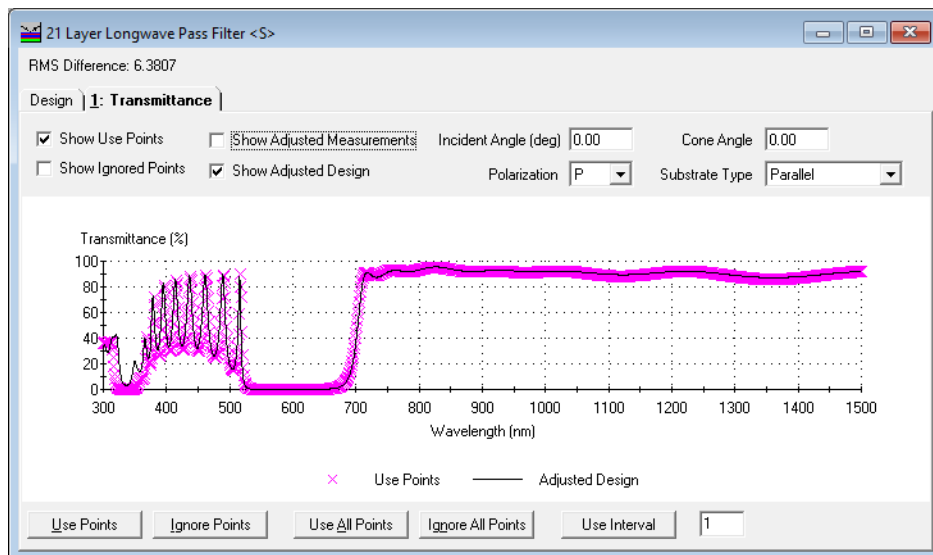 21 Layer Longwave Pass Filter <S>
RMS Difference: 6.3807
Design 1: Transmittance
Show Use Points Show Adjusted Measurements Incident Angle (deg) 0.00 Cone Angle 0.00
Show Ignored Points Show Adjusted Design Polarization P Substrate Type Parallel
Transmittance (%)
100
80
60
40
20
0
300 400 500 600 700 800 900 1000 1100 1200 1300 1400 1500
Wavelength (nm)
Use Points Adjusted Design
Use Points Ignore Points Use All Points Ignore All Points Use Interval 1